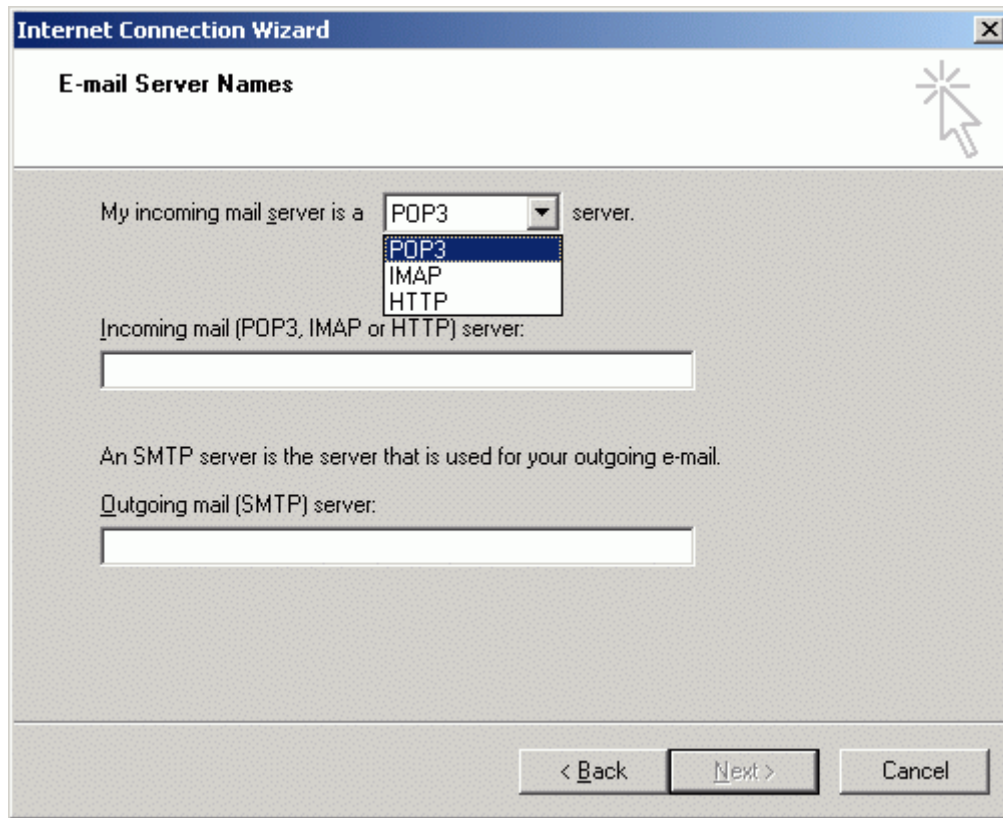 Internet Connection Wizard
E-mail Server Names
My incoming mail server is a POP3 server.
POP3
IMAP
HTTP
Incoming mail (POP3, IMAP or HTTP) server:
An SMTP server is the server that is used for your outgoing e-mail.
Outgoing mail (SMTP) server:
< Back Next > Cancel